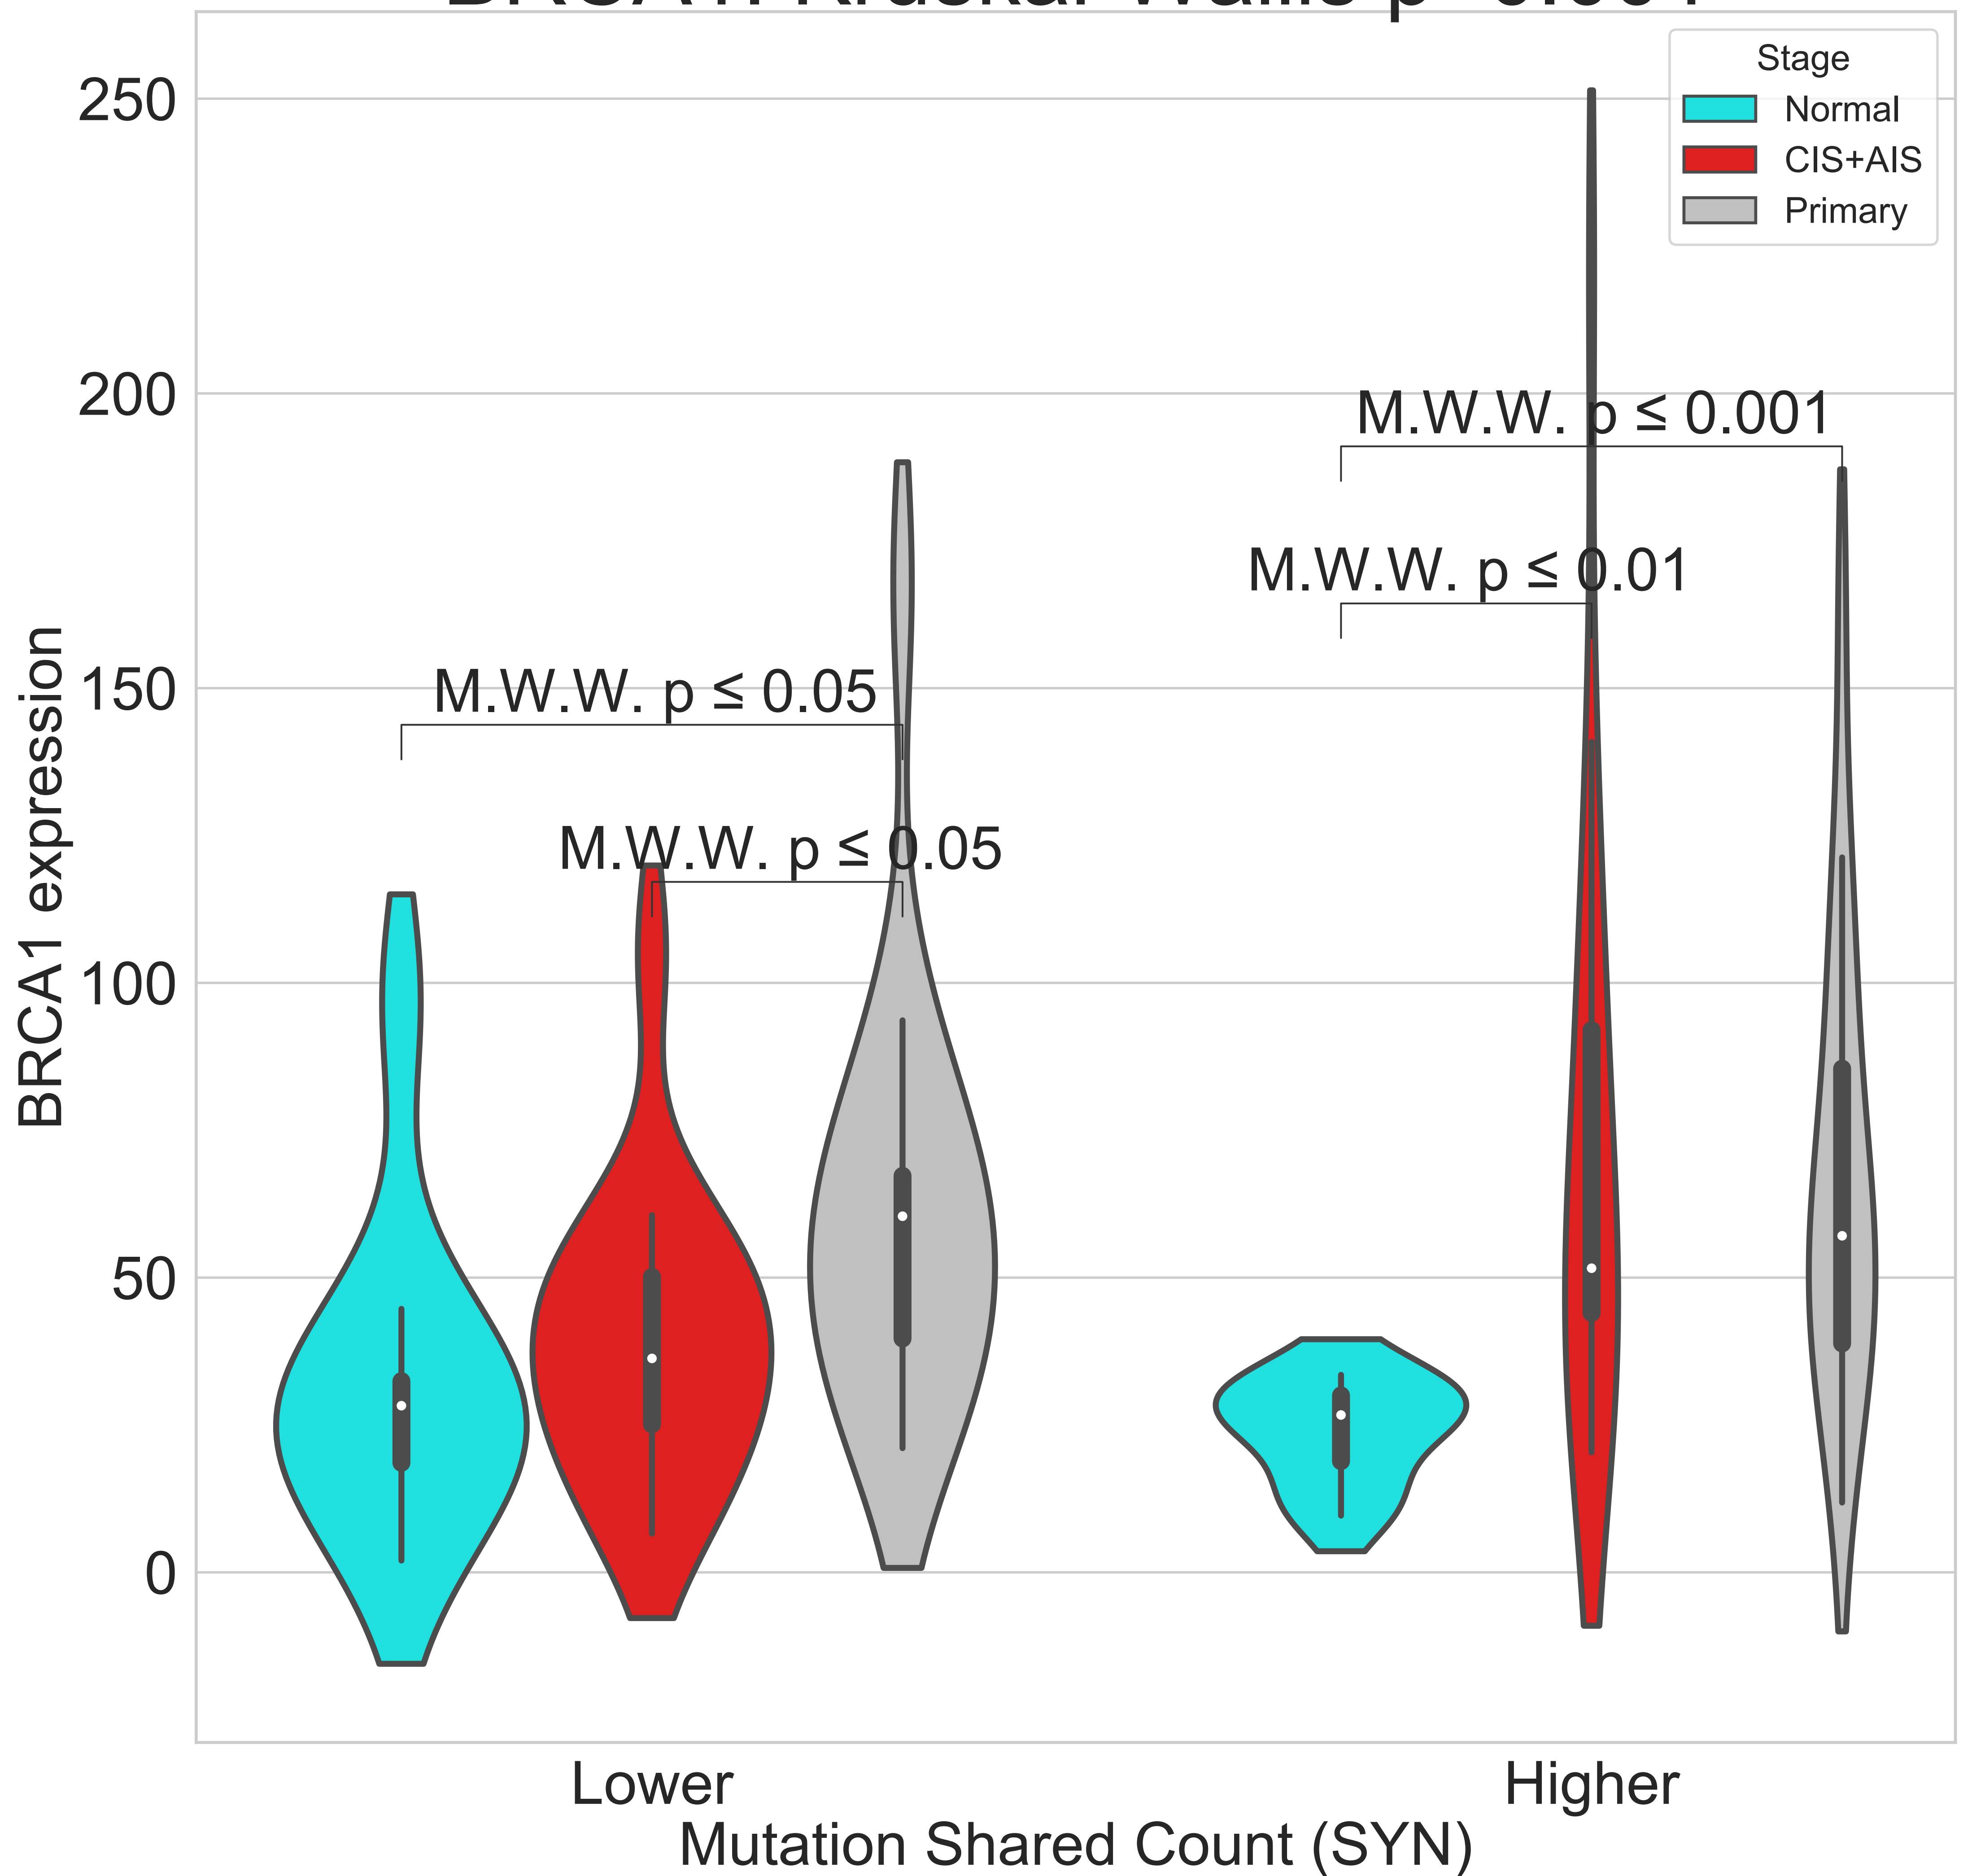 Stage
Normal
CIS+AIS
Primary
250
200
150
100
50
0
BRCA1 expression
M.W.W. p ≤ 0.001
M.W.W. p ≤ 0.01
M.W.W. p ≤ 0.05
M.W.W. p ≤ 0.05
Lower
Higher
Mutation Shared Count (SYN)